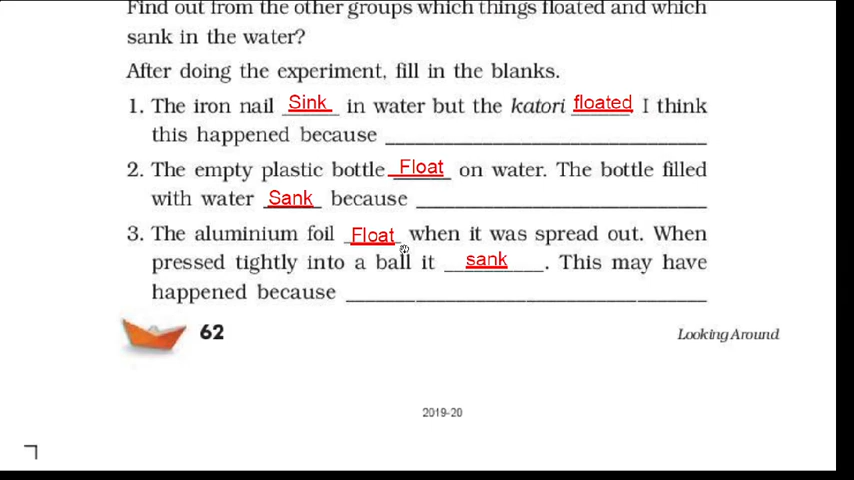 Find out from the other groups which things floated and which
sank in the water?
After doing the experiment, fill in the blanks.
1. The iron nail Sink in water but the katori floated. I think
this happened because
2. The empty plastic bottle Float on water. The bottle filled
with water Sank because
3. The aluminium foil Float when it was spread out. When
pressed tightly into a ball it sank. This may have
happened because
62
Looking Around
2019-20